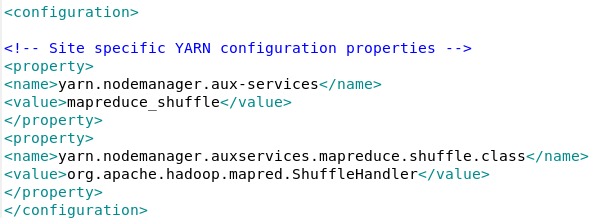 <configuration>

<!-- Site specific YARN configuration properties -->
<property>
<name>yarn.nodemanager.aux-services</name>
<value>mapreduce_shuffle</value>
</property>
<property>
<name>yarn.nodemanager.auxservices.mapreduce.shuffle.class</name>
<value>org.apache.hadoop.mapred.ShuffleHandler</value>
</property>
</configuration>